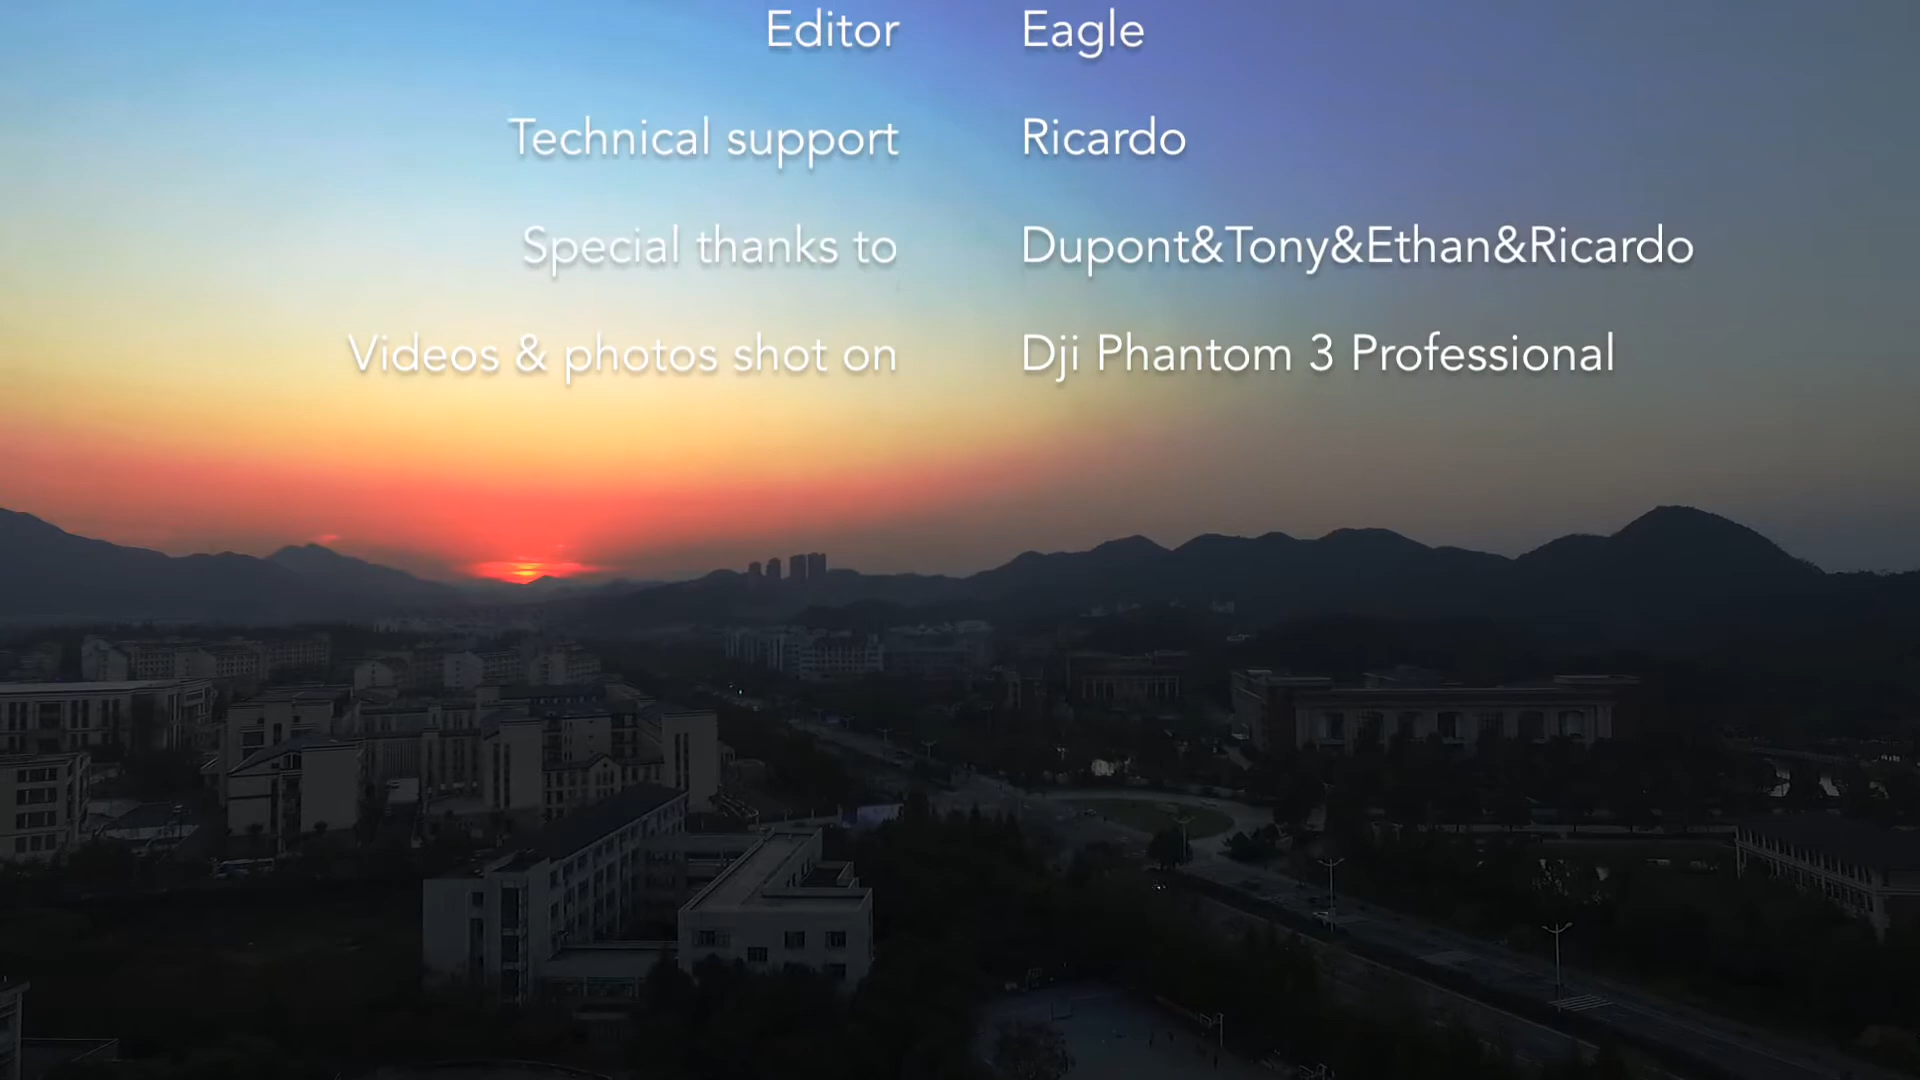 Editor Eagle
Technical support Ricardo
Special thanks to Dupont&Tony&Ethan&Ricardo
Videos & photos shot on Dji Phantom 3 Professional